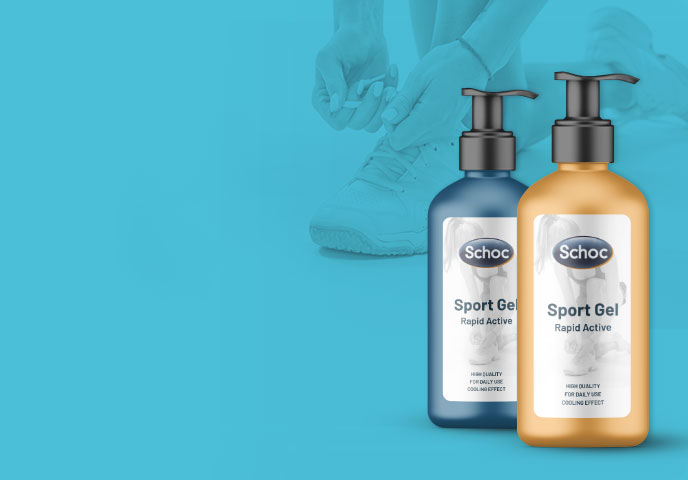 Schoc
Sport Gel
Rapid Active
HIGH QUALITY
FOR DAILY USE
COOLING EFFECT
Schoc
Sport Gel
Rapid Active
HIGH QUALITY
FOR DAILY USE
COOLING EFFECT